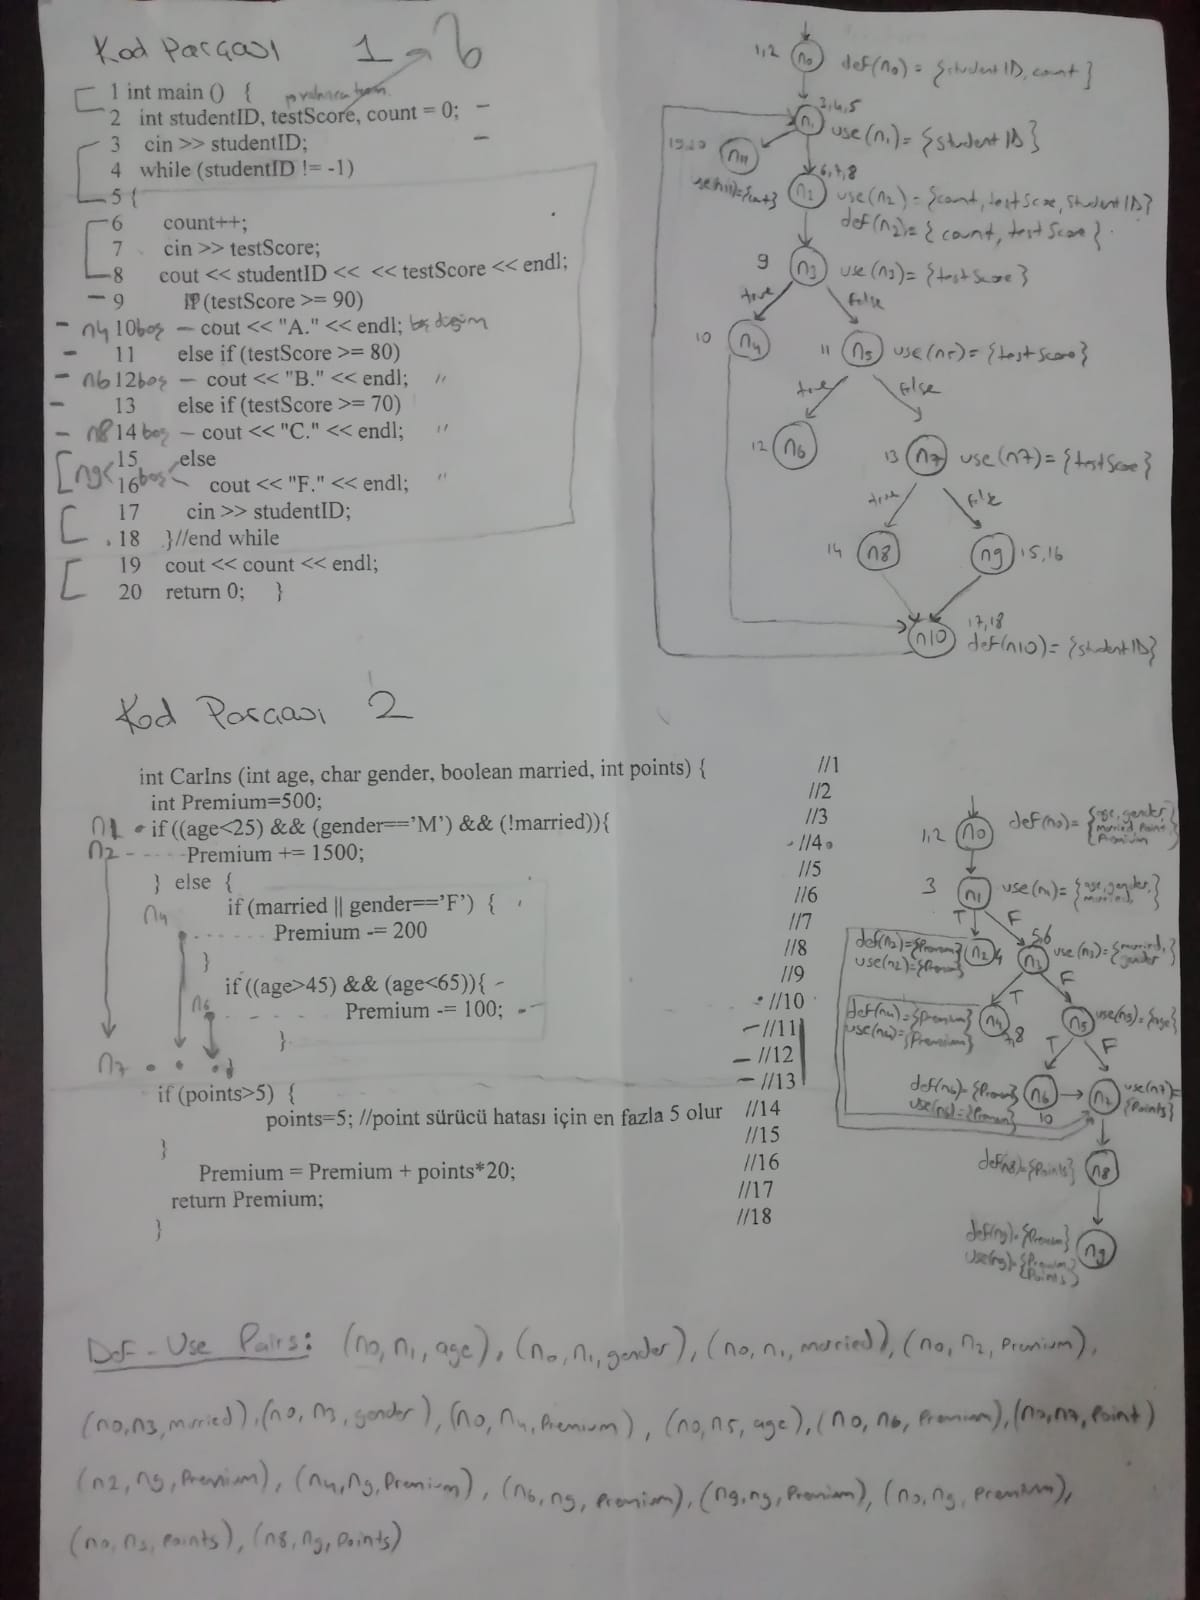 Kod Parçası 1 → b
1 int main () {
2 int studentID, testScore, count = 0; –
3 cin >> studentID; –
4 while (studentID != -1)
5 {
6 count++;
7 cin >> testScore;
8 cout << studentID << << testScore << endl;
9 if (testScore >= 90)
n4 10 boş – cout << "A." << endl; boş düğüm
11 else if (testScore >= 80)
n6 12 boş – cout << "B." << endl; "
13 else if (testScore >= 70)
n8 14 boş – cout << "C." << endl; "
15 else
n9 16 boş cout << "F." << endl; "
17 cin >> studentID;
18 }//end while
19 cout << count << endl;
20 return 0; }
1,2 n0 def(n0) = {studentID, count}
3,4,5
n1 use(n1) = {studentID}
19,20 n11
6,7,8
use(n11)={cnt} n2 use(n2) = {count, testScore, studentID}
def(n2)= { count, testScore }
9 n3 use(n3) = {testScore}
true false
10 n4 11 n5 use(n5) = {testScore}
true false
12 n6 13 n7 use(n7) = {testScore}
true false
14 n8 n9 15,16
17,18
n10 def(n10)= {studentID}
Kod Parçası 2
int CarIns (int age, char gender, boolean married, int points) { //1
int Premium=500; //2
n1 if ((age<25) && (gender=='M') && (!married)){ //3
n2 Premium += 1500; //4
} else { //5
if (married || gender=='F') { //6
n4 Premium -= 200 //7
} //8
if ((age>45) && (age<65)){ //9
n6 Premium -= 100; //10
} //11
//12
n7 if (points>5) { //13
points=5; //point sürücü hatası için en fazla 5 olur //14
} //15
Premium = Premium + points*20; //16
return Premium; //17
} //18
1,2 n0 def(n0)= {age, gender
married, point
Premium
3 n1 use(n1)= {age, gender, married}
T F
def(n2)={Premium} n2 4 5,6 n3 use(n3)={married, gender
use(n2)={Premium}
T F
def(n4)={Premium} n4 7,8 n5 use(n5)={age}
use(n4)={Premium}
T F
def(n6)={Premium} n6 → n7 use(n7)={Points}
use(n6)={Premium} 10
def(n8)={Points} n8
def(n9)={Premium} n9
use(n9)={Premium, Points}
Def - Use Pairs: (n0, n1, age), (n0, n1, gender), (n0, n1, married), (n0, n2, Premium),
(n0, n3, married), (n0, n3, gender), (n0, n4, Premium), (n0, n5, age), (n0, n6, Premium), (n0, n7, point)
(n2, n9, Premium), (n4, n9, Premium), (n6, n9, Premium), (n9, n9, Premium), (n0, n9, Premium),
(n0, n9, points), (n8, n9, Points)